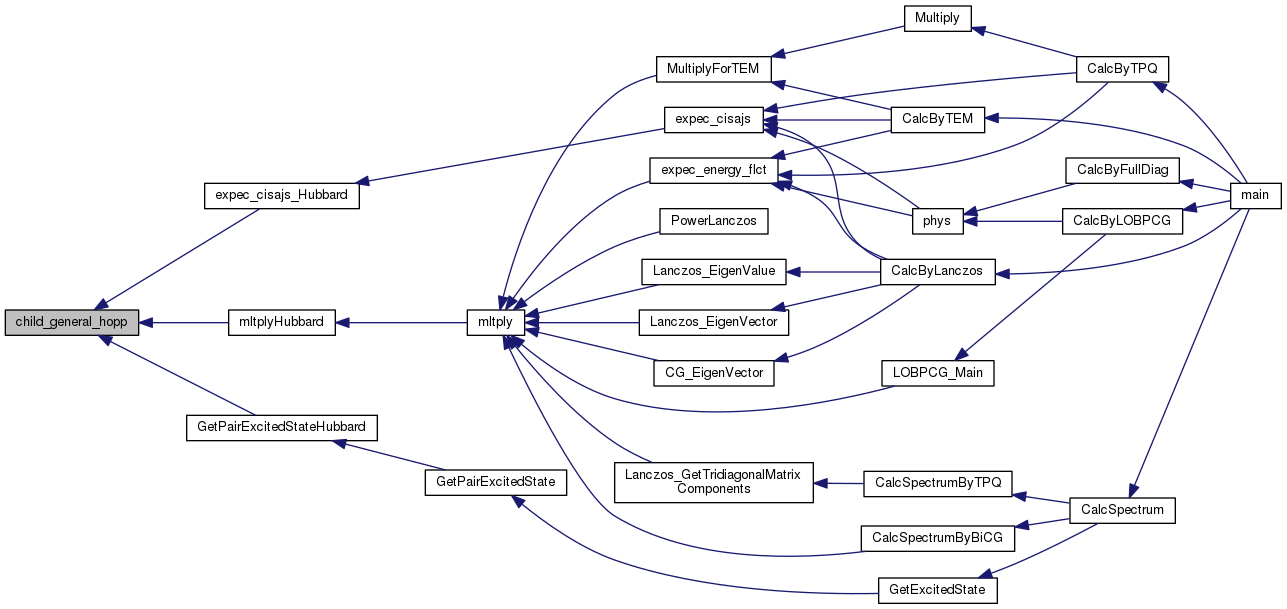 Multiply
MultiplyForTEM
CalcByTPQ
expec_cisajs
CalcByTEM
expec_energy_flct
CalcByFullDiag
expec_cisajs_Hubbard
main
PowerLanczos
phys
CalcByLOBPCG
Lanczos_EigenValue
CalcByLanczos
child_general_hopp
mltplyHubbard
mltply
Lanczos_EigenVector
CG_EigenVector
LOBPCG_Main
GetPairExcitedStateHubbard
GetPairExcitedState
Lanczos_GetTridiagonalMatrix
Components
CalcSpectrumByTPQ
CalcSpectrum
CalcSpectrumByBiCG
GetExcitedState